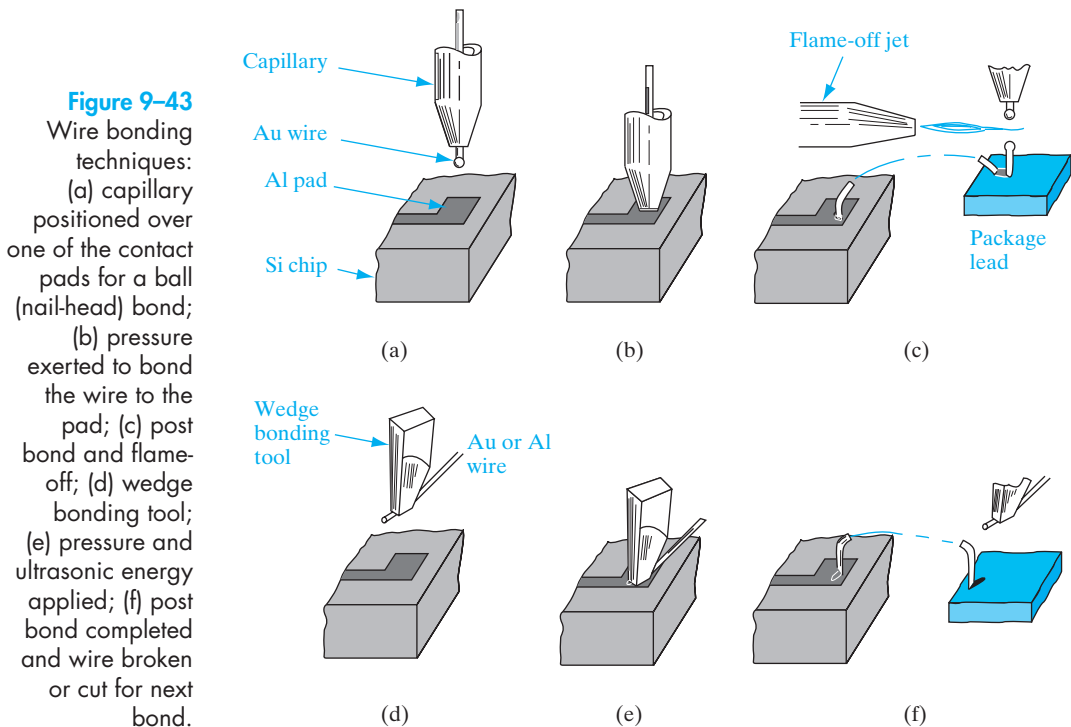 Figure 9–43
Wire bonding
techniques:
(a) capillary
positioned over
one of the contact
pads for a ball
(nail-head) bond;
(b) pressure
exerted to bond
the wire to the
pad; (c) post
bond and flame-
off; (d) wedge
bonding tool;
(e) pressure and
ultrasonic energy
applied; (f) post
bond completed
and wire broken
or cut for next
bond.
Capillary
Au wire
Al pad
Si chip
(a)
(b)
Flame-off jet
Package
lead
(c)
Wedge
bonding
tool
Au or Al
wire
(d)
(e)
(f)